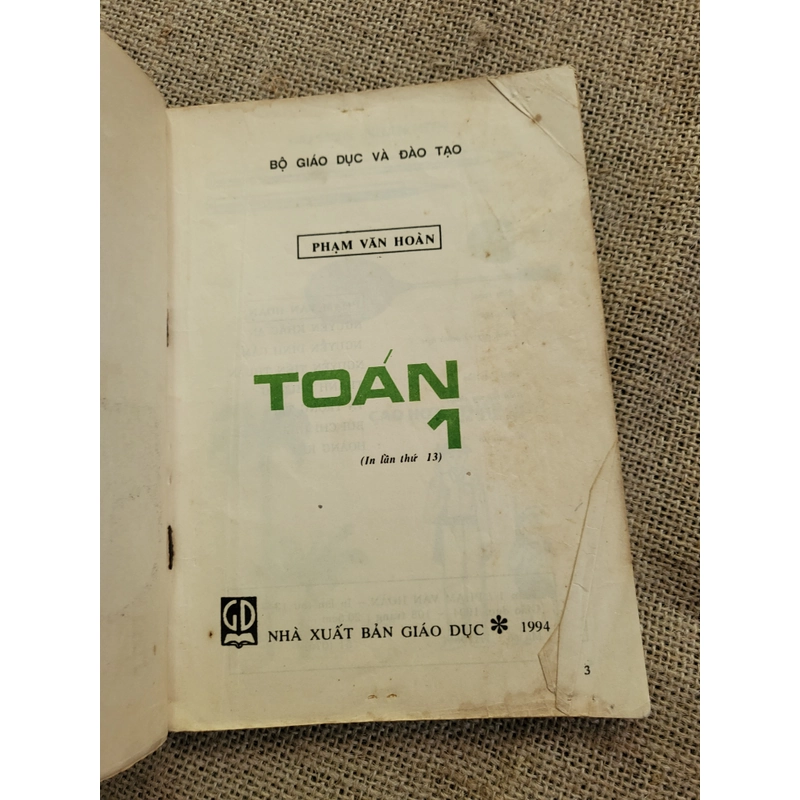 BỘ GIÁO DỤC VÀ ĐÀO TẠO
PHẠM VĂN HOÀN
TOÁN
1
(In lần thứ 13)
GD
NHÀ XUẤT BẢN GIÁO DỤC * 1994
3